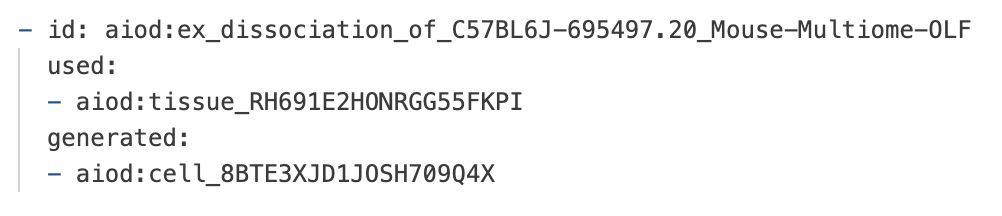 - id: aiod:ex_dissociation_of_C57BL6J-695497.20_Mouse-Multiome-OLF
used:
- aiod:tissue_RH691E2HONRGG55FKPI
generated:
- aiod:cell_8BTE3XJD1JOSH709Q4X